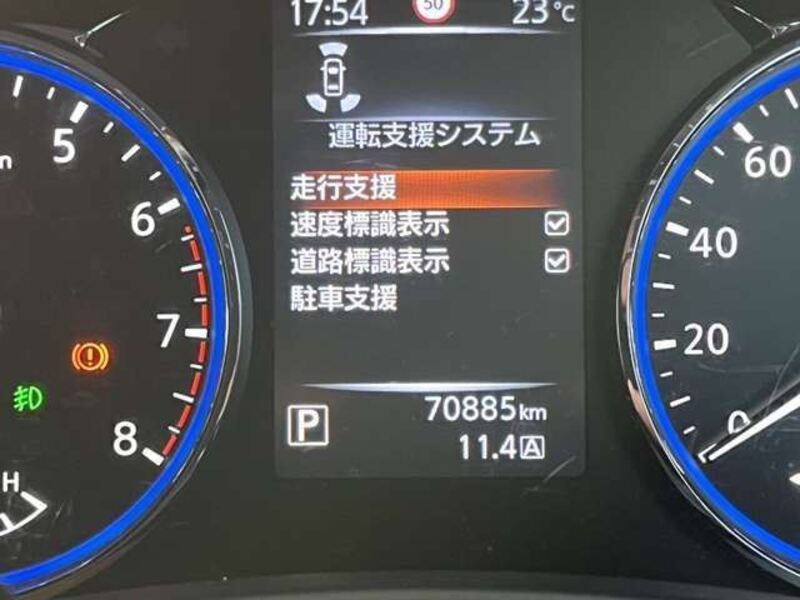 17:54 50 23℃
運転支援システム
走行支援
速度標識表示
道路標識表示
駐車支援
P 70885km
11.4 A
5
6
7
8
H
60
40
20
0